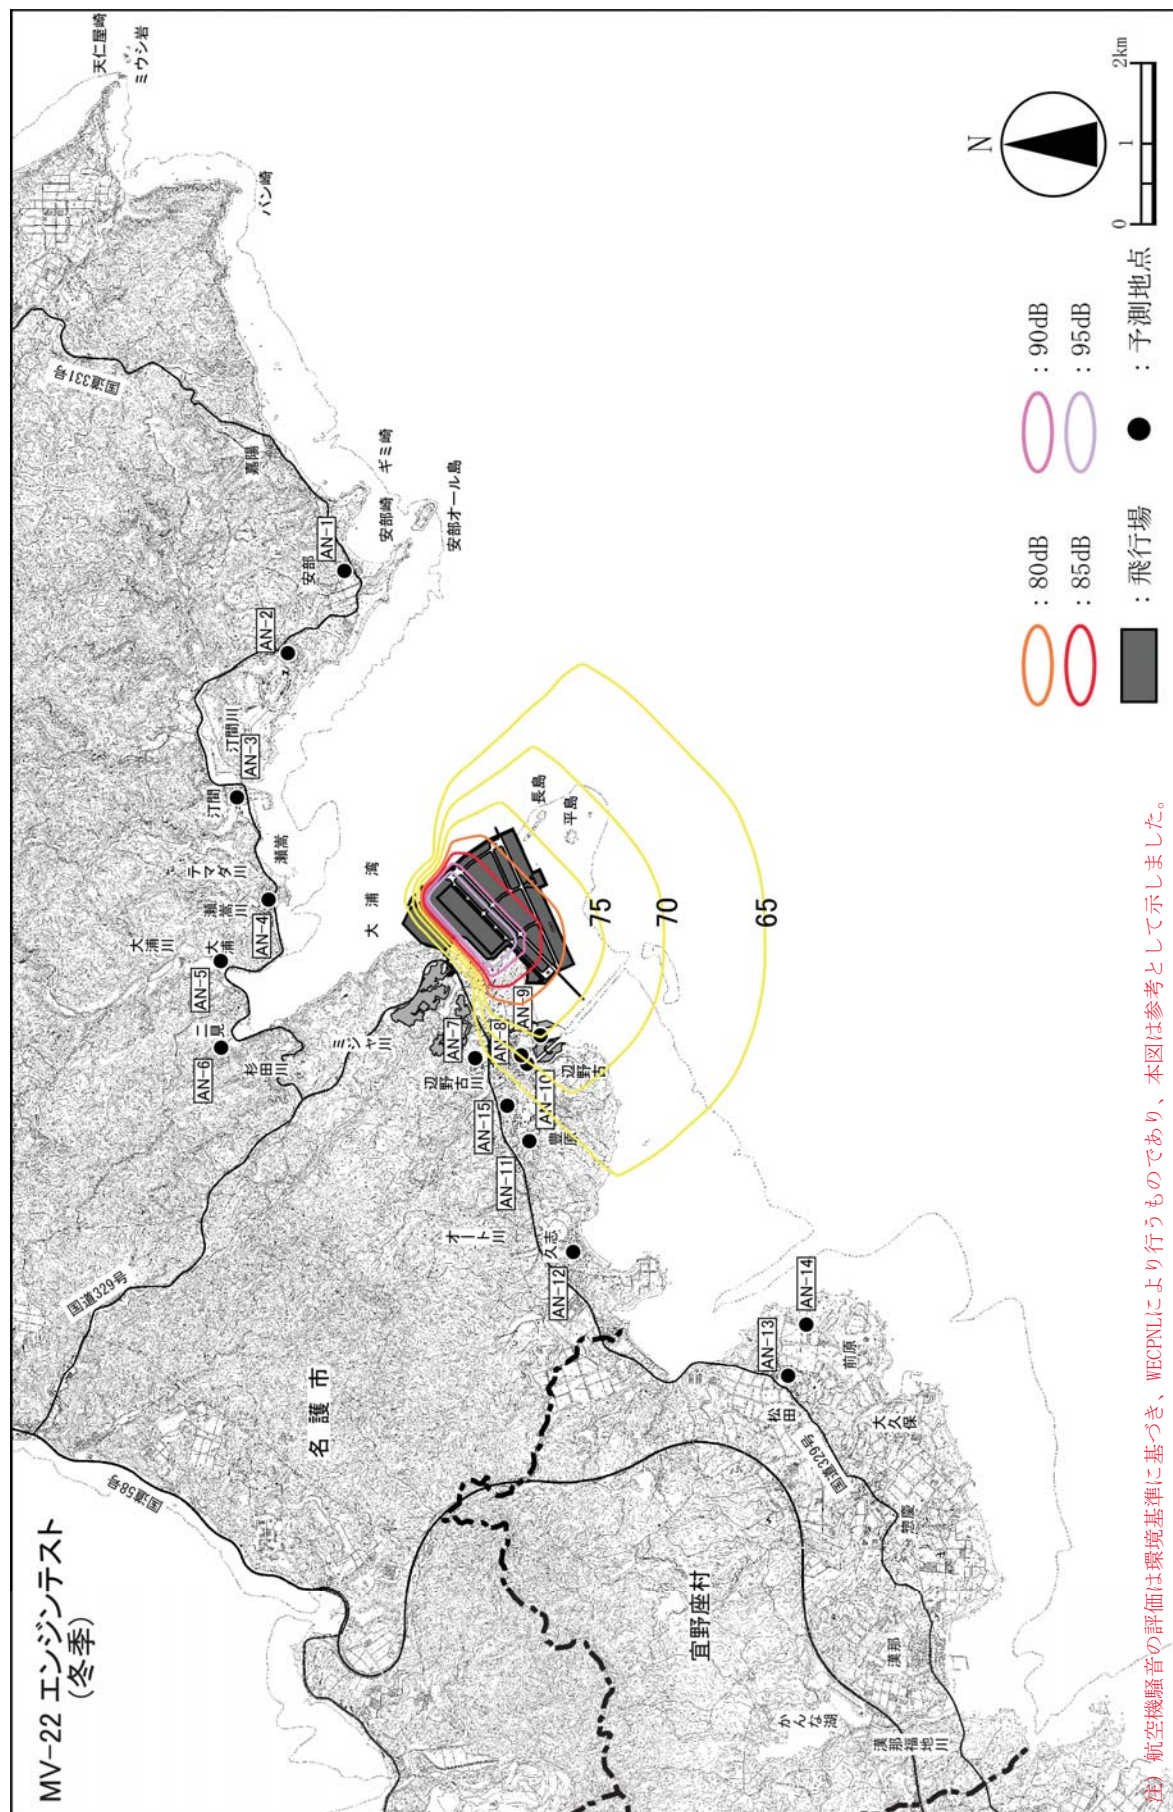 MV-22 エンジンテスト
(冬季)
国道58号
国道329号
名護市
国道331号
天仁屋崎
ミウシ岩
バン崎
嘉陽
ギミ崎
安部崎
安部オール島
安部
AN-1
AN-2
汀間川
AN-3
汀間
テマダ川
瀬嵩
瀬嵩川
AN-4
大浦川
大浦
AN-5
二見
AN-6
杉田川
大浦湾
ミジャ川
長島
平島
AN-7
辺野古川
AN-8
AN-9
辺野古
AN-10
AN-15
豊原
AN-11
オート川
久志
AN-12
75
70
65
AN-13
AN-14
松田
前原
大久保
国道329号
惣慶
宜野座村
漢那
かんな湖
漢那福地川
N
0 1 2km
:80dB
:90dB
:85dB
:95dB
:飛行場
:予測地点
注) 航空機騒音の評価は環境基準に基づき、WECPNLにより行うものであり、本図は参考として示しました。